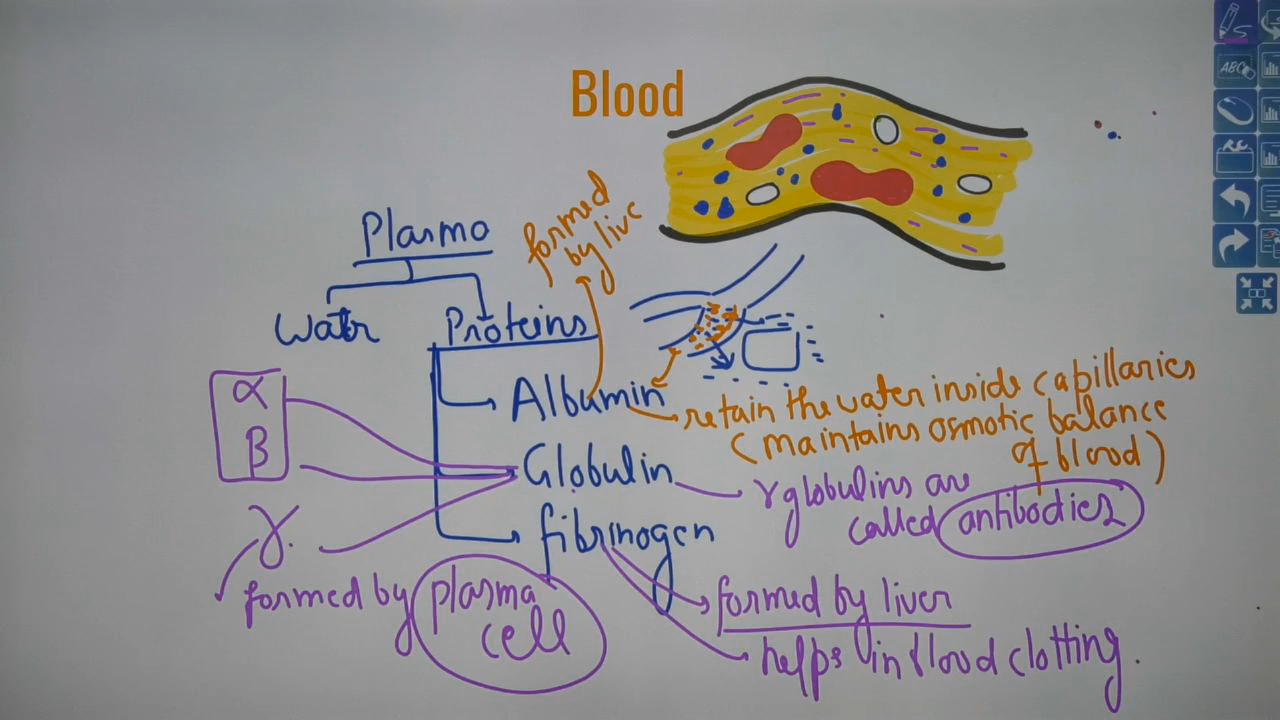 Blood
Plasma
Water
Proteins
formed
by live
Albumin
retain the water inside capillaries
(maintains osmotic balance
of blood)
α
β
γ
Globulin
γ globulins are
called antibodies
fibrinogen
formed by plasma
cell
formed by liver
helps in blood clotting.
ABC